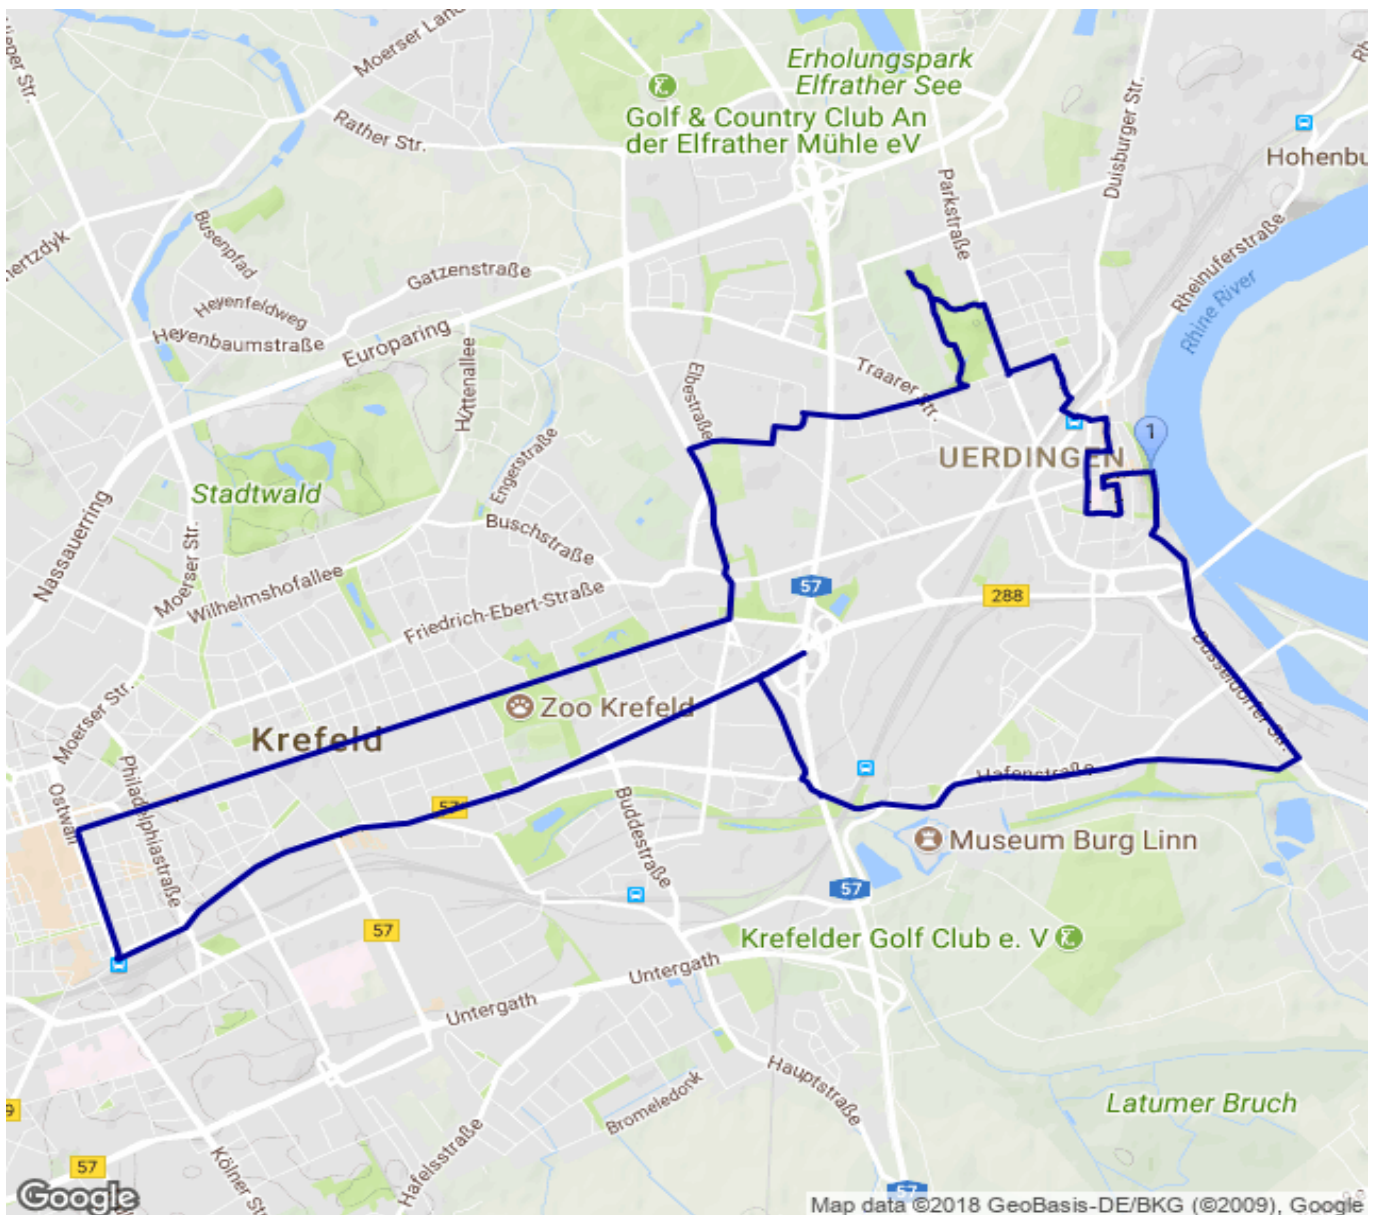 Moerser Land
Erholungspark
Elfrather See
Golf & Country Club An
der Elfrather Mühle eV
Rather Str.
Duisburger Str.
Hohenbu
Parkstraße
Busenpfad
Gatzenstraße
Rheinuferstraße
Rhine River
Heyenfeldweg
Heyenbaumstraße
Europaring
Hüttenallee
Elbestraße
Traarer Str.
1
UERDINGEN
Stadtwald
Engerstraße
Nassauerring
Moerser Str.
Buschstraße
Wilhelmshofallee
57
288
Friedrich-Ebert-Straße
Düsseldorfer Str.
Moerser Str.
Zoo Krefeld
Krefeld
Philadelphiastraße
Ostwall
57
Hafenstraße
Buddestraße
Museum Burg Linn
57
57
Krefelder Golf Club e. V
Untergath
Untergath
Hauptstraße
Bromeledonk
Latumer Bruch
9
57
Kölner Str
Hafelsstraße
57
Google
Map data ©2018 GeoBasis-DE/BKG (©2009), Google